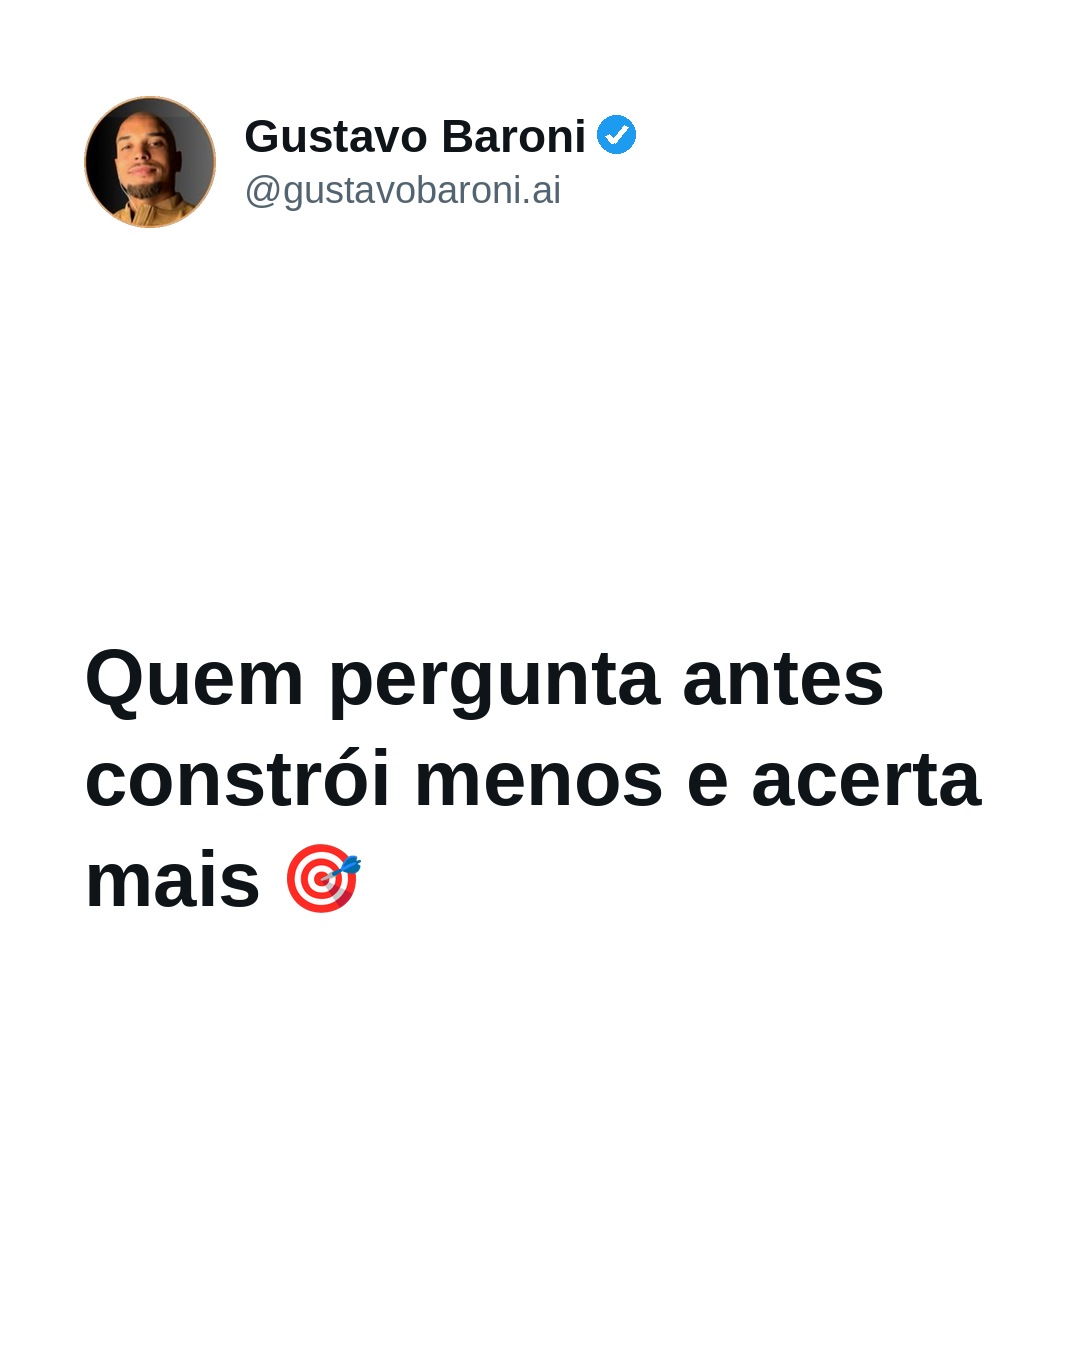 Gustavo Baroni
@gustavobaroni.ai
Quem pergunta antes
constrói menos e acerta
mais 🎯